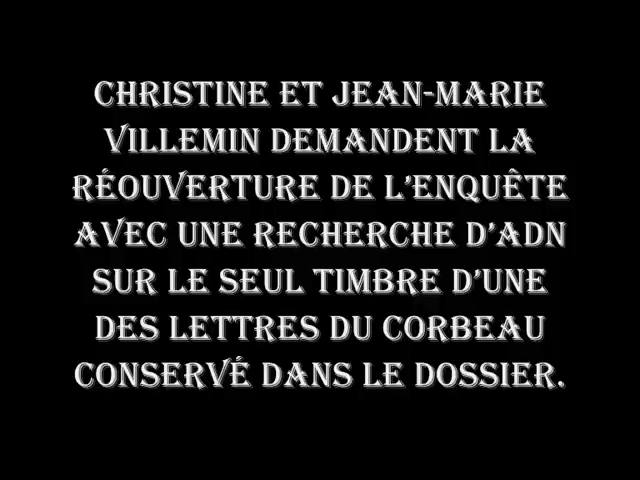 CHRISTINE ET JEAN-MARIE
VILLEMIN DEMANDENT LA
RÉOUVERTURE DE L'ENQUÊTE
AVEC UNE RECHERCHE D'ADN
SUR LE SEUL TIMBRE D'UNE
DES LETTRES DU CORBEAU
CONSERVÉ DANS LE DOSSIER.